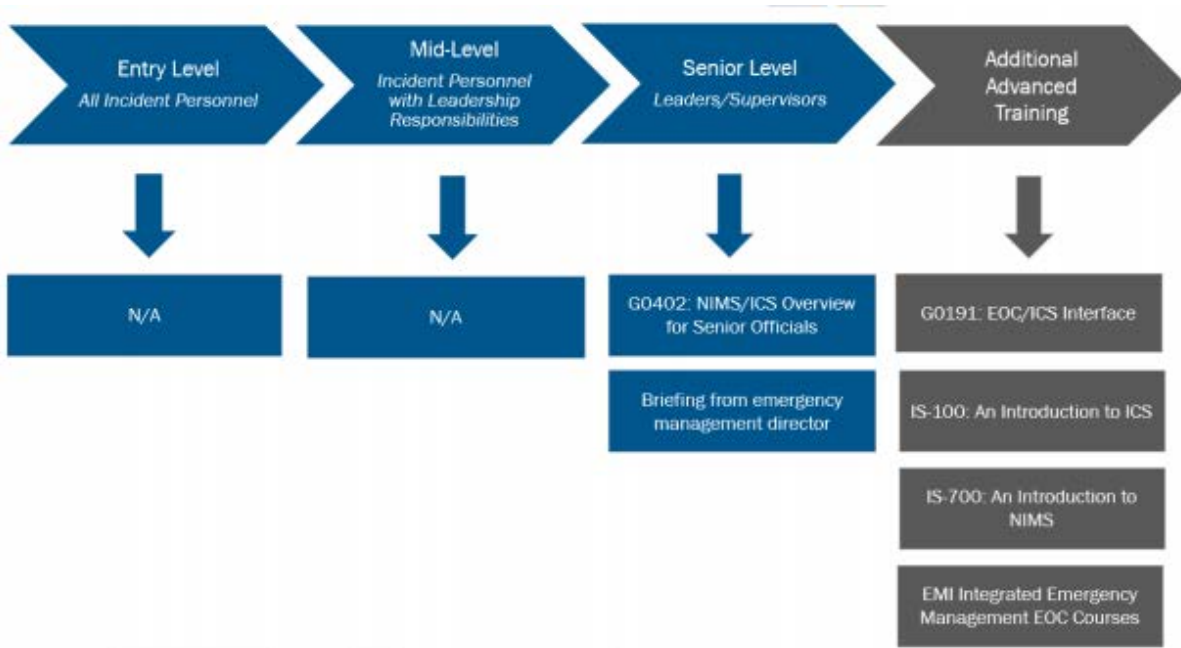 Entry Level
All Incident Personnel
Mid-Level
Incident Personnel
with Leadership
Responsibilities
Senior Level
Leaders/Supervisors
Additional
Advanced
Training
N/A
N/A
G0402: NIMS/ICS Overview
for Senior Officials
Briefing from emergency
management director
G0191: EOC/ICS Interface
IS-100: An Introduction to ICS
IS-700: An Introduction to
NIMS
EMI Integrated Emergency
Management EOC Courses